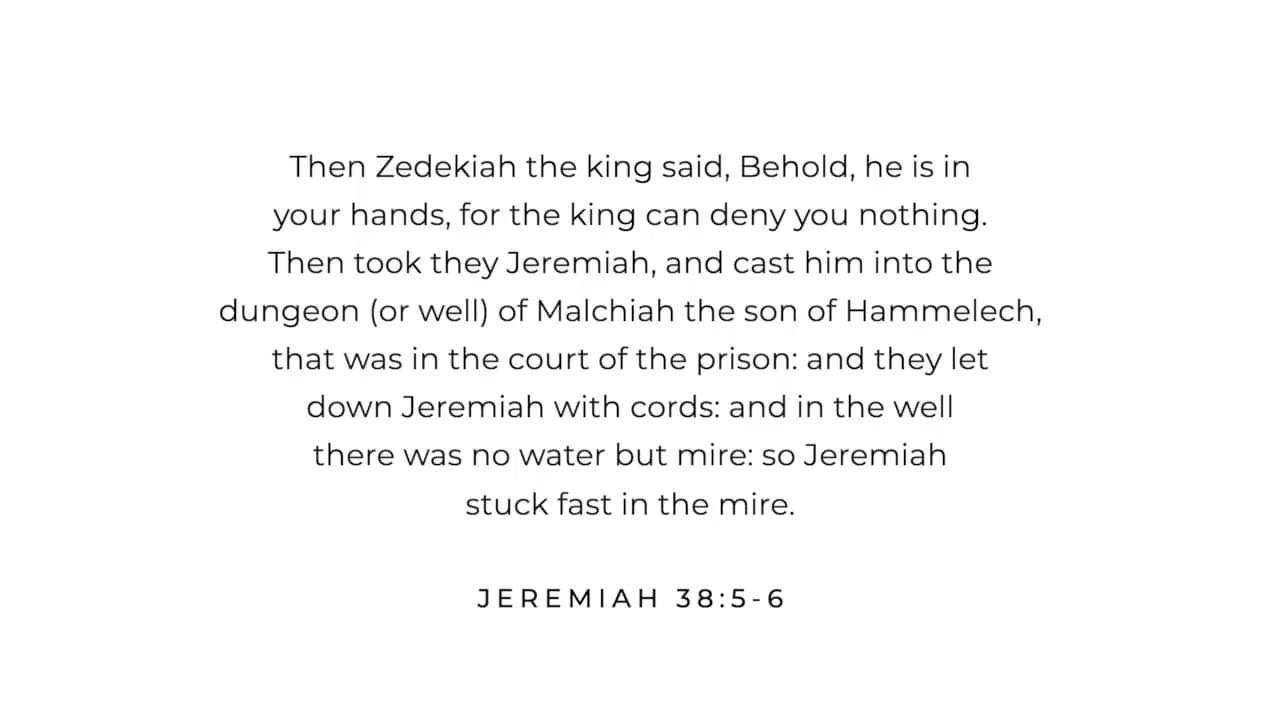 Then Zedekiah the king said, Behold, he is in
your hands, for the king can deny you nothing.
Then took they Jeremiah, and cast him into the
dungeon (or well) of Malchiah the son of Hammelech,
that was in the court of the prison: and they let
down Jeremiah with cords: and in the well
there was no water but mire: so Jeremiah
stuck fast in the mire.
JEREMIAH 38:5-6